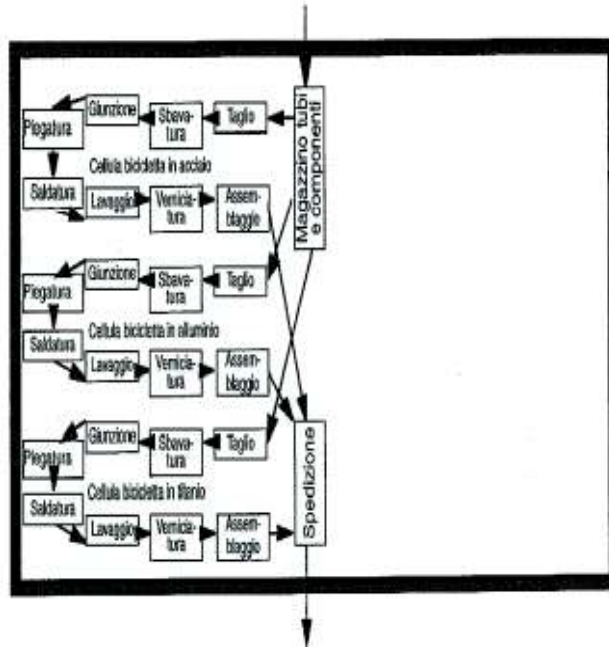 Magazzino tubi
e componenti
Giunzione
Sbava-
tura
Taglio
Piegatura
Cellula bicicletta in acciaio
Saldatura
Lavaggio
Vernicia-
tura
Assem-
blaggio
Giunzione
Sbava-
tura
Taglio
Piegatura
Cellula bicicletta in alluminio
Saldatura
Lavaggio
Vernicia-
tura
Assem-
blaggio
Giunzione
Sbava-
tura
Taglio
Piegatura
Cellula bicicletta in titanio
Saldatura
Lavaggio
Vernicia-
tura
Assem-
blaggio
Spedizione